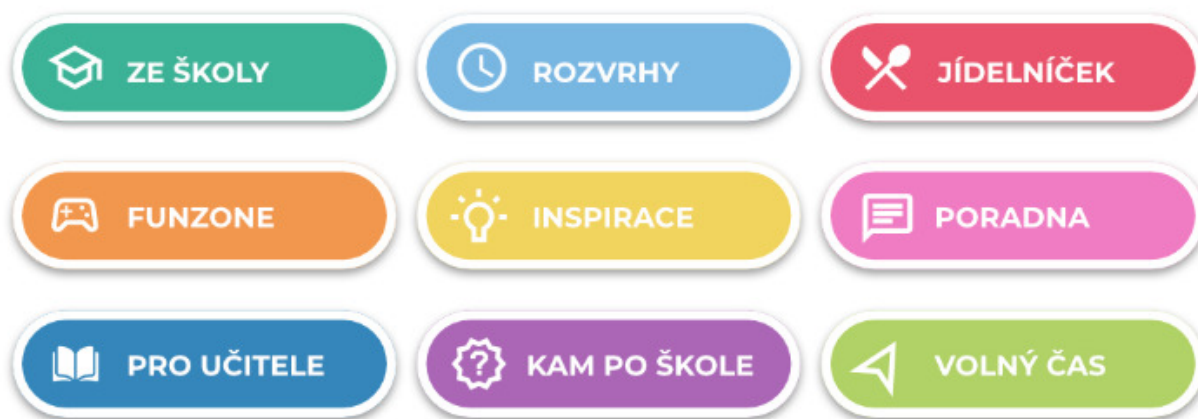 ZE ŠKOLY
ROZVRHY
JÍDELNÍČEK
FUNZONE
INSPIRACE
PORADNA
PRO UČITELE
KAM PO ŠKOLE
VOLNÝ ČAS